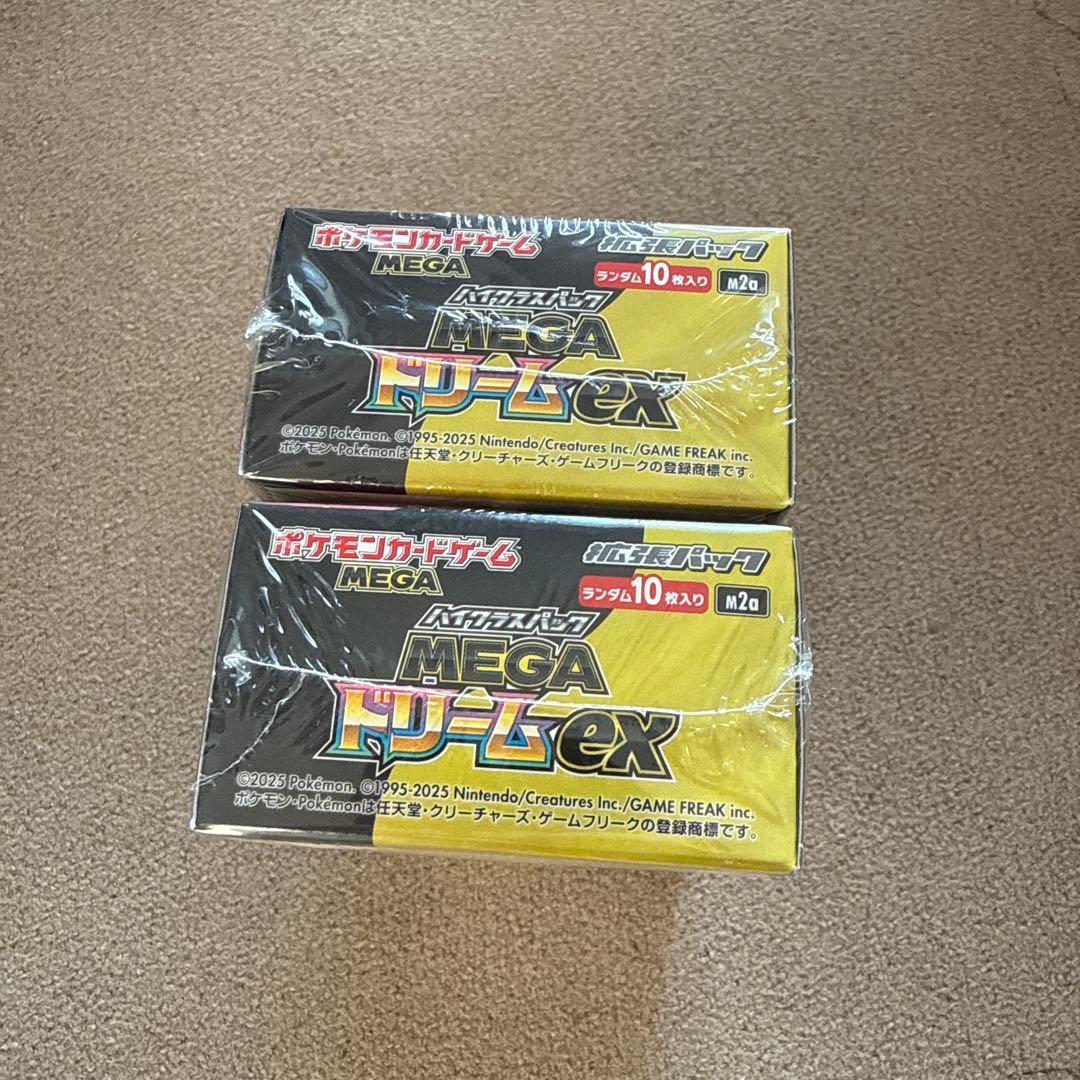 ポケモンカードゲーム
MEGA
拡張パック
ランダム10枚入り M2a
ハイクラスパック
MEGA
ドリームex
©2025 Pokémon. ©1995-2025 Nintendo/Creatures Inc./GAME FREAK inc.
ポケモン・Pokémonは任天堂・クリーチャーズ・ゲームフリークの登録商標です。
ポケモンカードゲーム
MEGA
拡張パック
ランダム10枚入り M2a
ハイクラスパック
MEGA
ドリームex
©2025 Pokémon. ©1995-2025 Nintendo/Creatures Inc./GAME FREAK inc.
ポケモン・Pokémonは任天堂・クリーチャーズ・ゲームフリークの登録商標です。